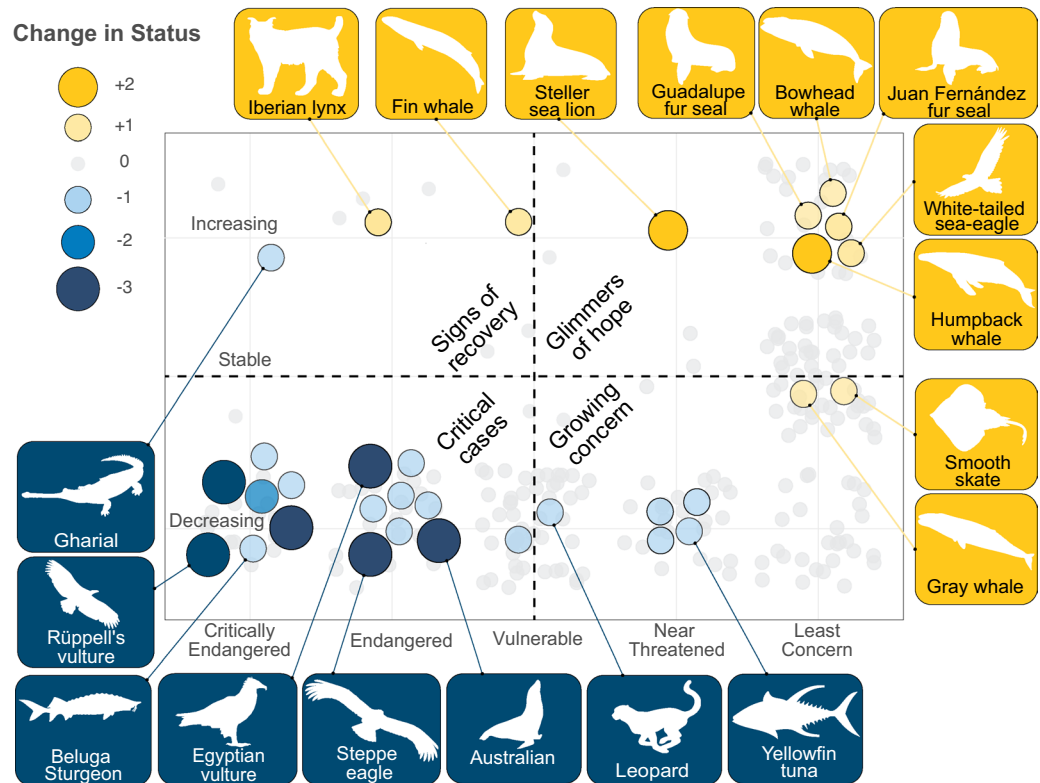 Change in Status
+2
+1
0
-1
-2
-3
Iberian lynx
Fin whale
Steller
sea lion
Guadalupe
fur seal
Bowhead
whale
Juan Fernández
fur seal
White-tailed
sea-eagle
Humpback
whale
Smooth
skate
Gray whale
Increasing
Stable
Decreasing
Signs of
recovery
Glimmers
of hope
Critical
cases
Growing
concern
Critically
Endangered
Endangered
Vulnerable
Near
Threatened
Least
Concern
Gharial
Rüppell's
vulture
Beluga
Sturgeon
Egyptian
vulture
Steppe
eagle
Australian
Leopard
Yellowfin
tuna